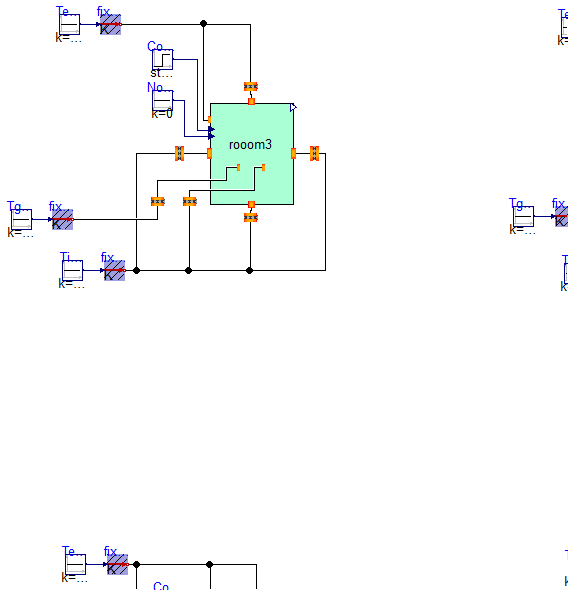 Te...
fix...
k=...
Te
k=
Co...
st...
No...
k=0
rooom3
K
Tg...
fix...
k=...
K
Tg...
fix
k=...
Ti...
fix...
k=...
K
T
k
Te...
fix...
k=...
K
Co...
T
k